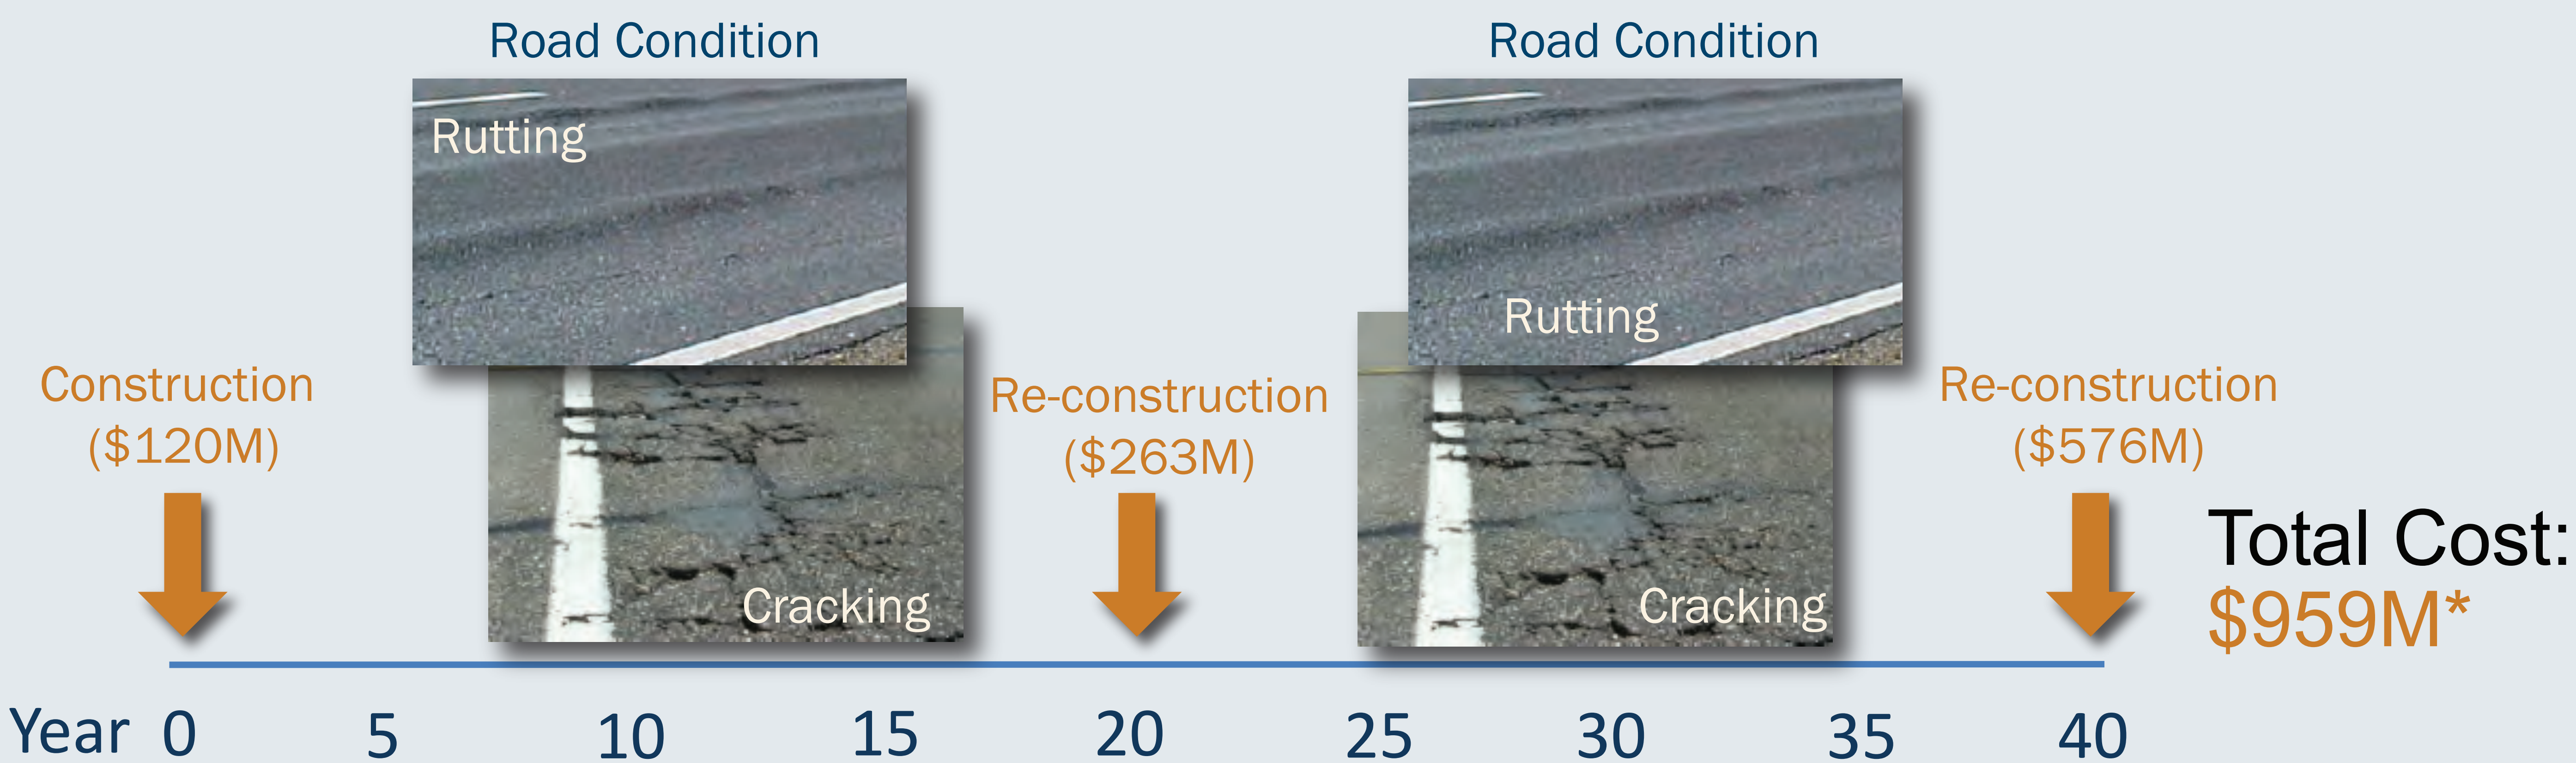 Road Condition
Road Condition
Rutting
Rutting
Construction
($120M)
Re-construction
($263M)
Re-construction
($576M)
Cracking
Cracking
Total Cost:
$959M*
Year 0 5 10 15 20 25 30 35 40